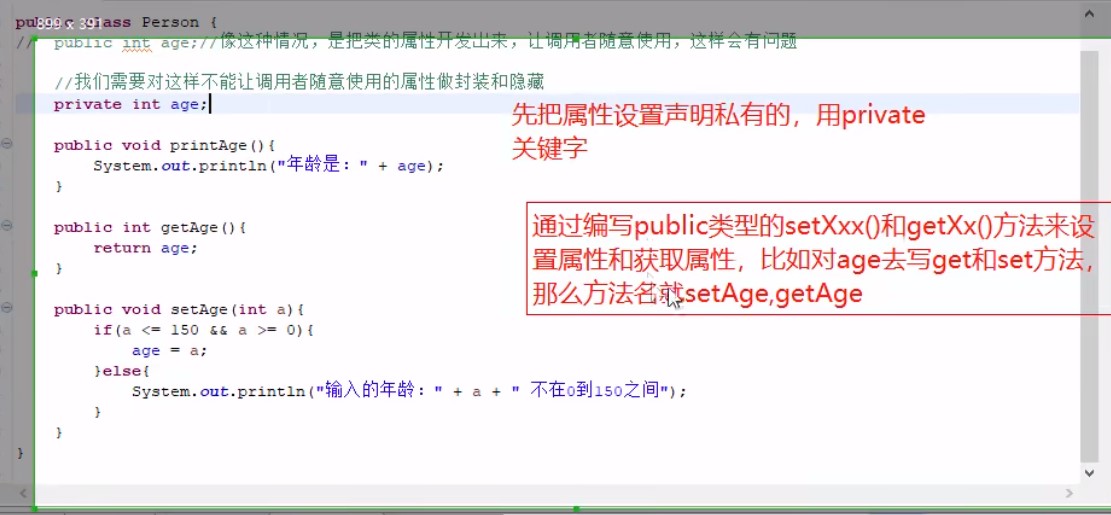 public class Person {
899 x 391
// public int age;//像这种情况，是把类的属性开发出来，让调用者随意使用，这样会有问题
//我们需要对这样不能让调用者随意使用的属性做封装和隐藏
private int age;
先把属性设置声明私有的，用private
关键字
public void printAge(){
System.out.println("年龄是：" + age);
}
通过编写public类型的setXxx()和getXx()方法来设
置属性和获取属性，比如对age去写get和set方法，
那么方法名就setAge,getAge
public int getAge(){
return age;
}
public void setAge(int a){
if(a <= 150 && a >= 0){
age = a;
}else{
System.out.println("输入的年龄：" + a + " 不在0到150之间");
}
}
}